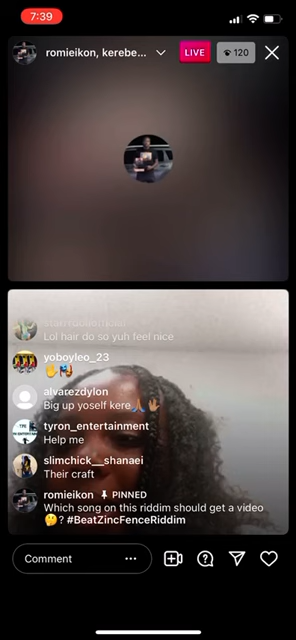 7:39
romieikon, kerebe...
LIVE
120
Lol hair do so yuh feel nice
yoboyleo_23
✋🎮
alvarezdylon
Big up yoself kere🙏🏾👋🏾
tyron_entertainment
Help me
slimchick__shanaei
Their craft
romieikon 📌 PINNED
Which song on this riddim should get a video
🤔? #BeatZincFenceRiddim
Comment ...